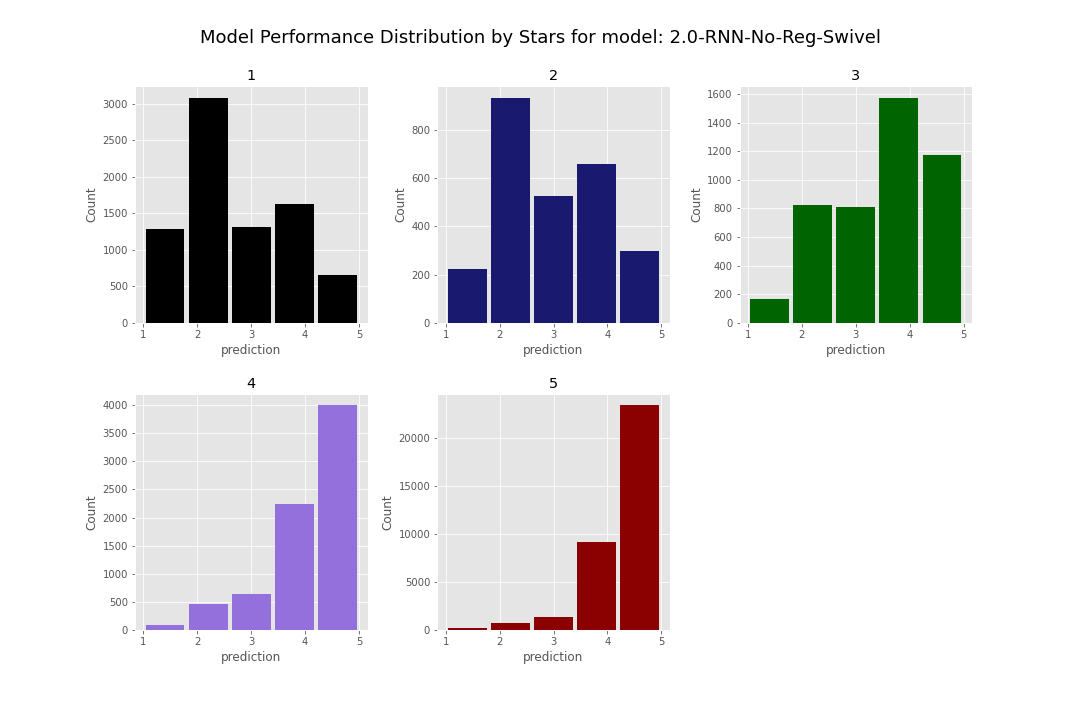 Model Performance Distribution by Stars for model: 2.0-RNN-No-Reg-Swivel
1
3000
2500
2000
1500
1000
500
0
Count
1 2 3 4 5
prediction
2
800
600
400
200
0
Count
1 2 3 4 5
prediction
3
1600
1400
1200
1000
800
600
400
200
0
Count
1 2 3 4 5
prediction
4
4000
3500
3000
2500
2000
1500
1000
500
0
Count
1 2 3 4 5
prediction
5
20000
15000
10000
5000
0
Count
1 2 3 4 5
prediction